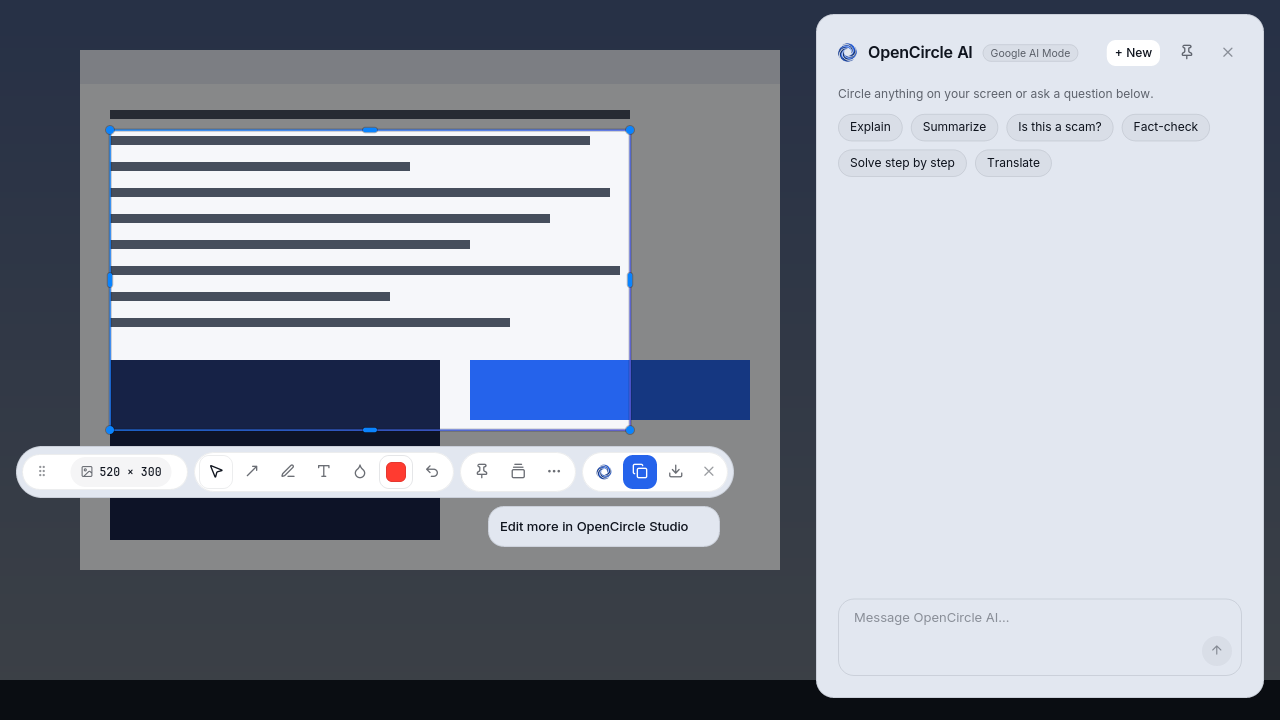 OpenCircle AI
Google AI Mode
+ New
Circle anything on your screen or ask a question below.
Explain
Summarize
Is this a scam?
Fact-check
Solve step by step
Translate
520 × 300
Edit more in OpenCircle Studio
Message OpenCircle AI...